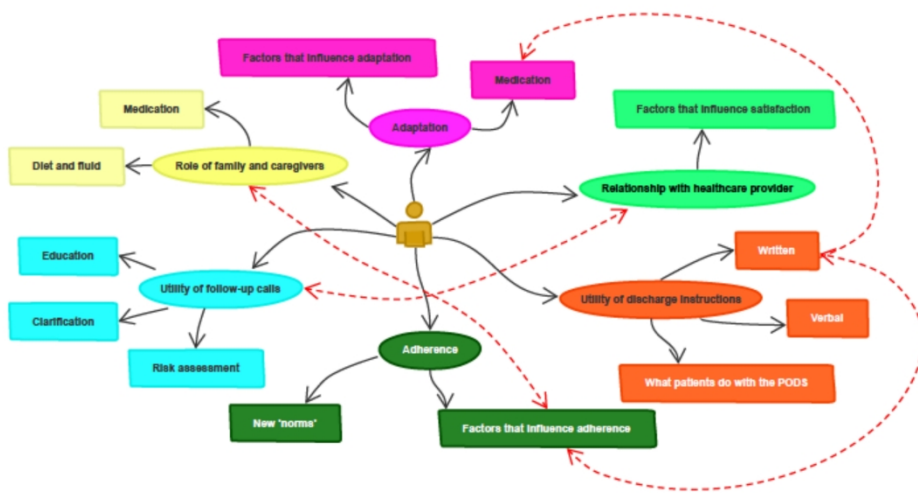 Factors that influence adaptation
Medication
Medication
Factors that influence satisfaction
Adaptation
Diet and fluid
Role of family and caregivers
Relationship with healthcare provider
Education
Written
Utility of follow-up calls
Utility of discharge instructions
Clarification
Verbal
Adherence
Risk assessment
What patients do with the PODS
New 'norms'
Factors that influence adherence